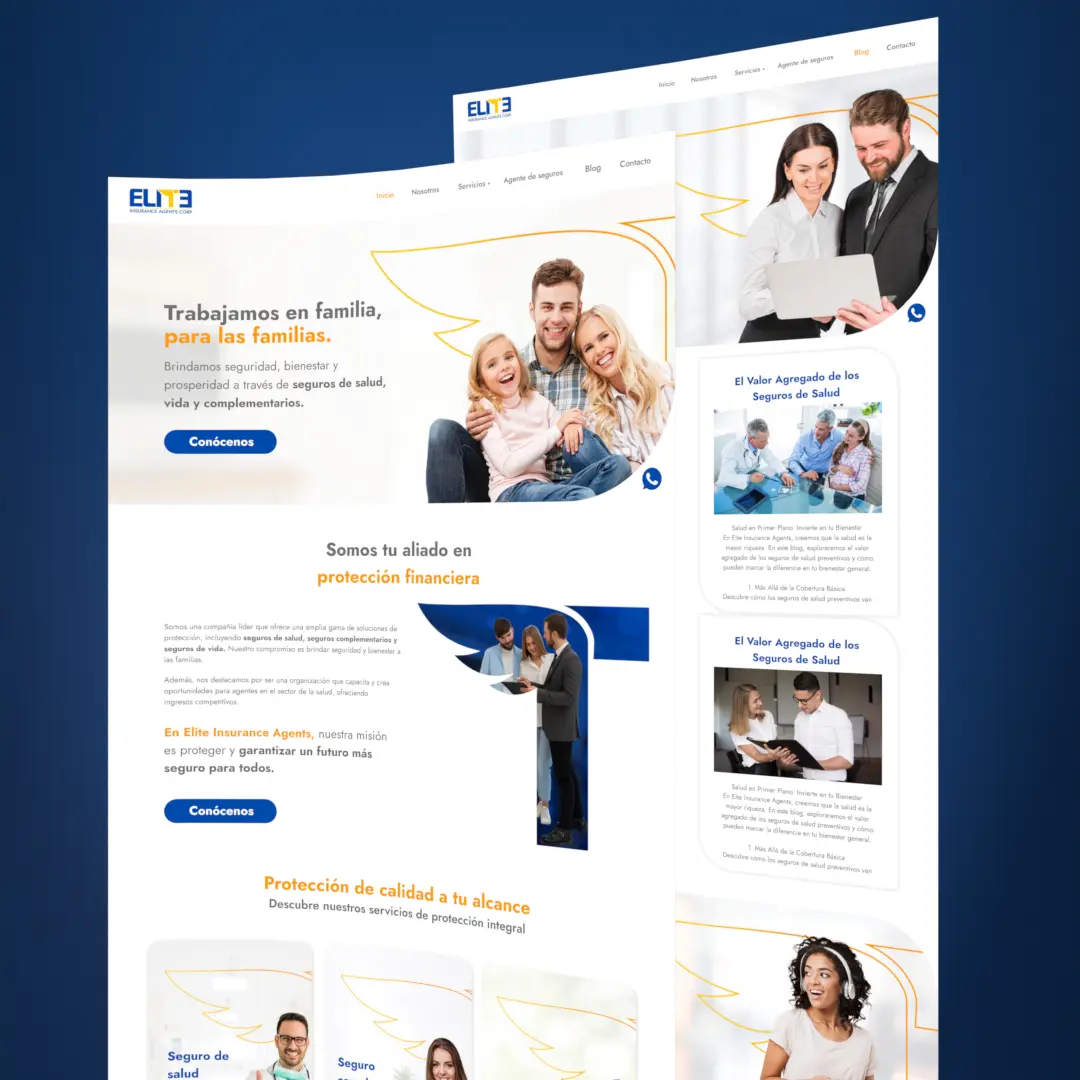 ELITE
INSURANCE AGENTS CORP
Inicio Nosotros Servicios Agente de seguros Blog Contacto
Trabajamos en familia,
para las familias.
Brindamos seguridad, bienestar y
prosperidad a través de seguros de salud,
vida y complementarios.
Conócenos
Somos tu aliado en
protección financiera
Somos una compañía líder que ofrece una amplia gama de soluciones de
protección, incluyendo seguros de salud, seguros complementarios y
seguros de vida. Nuestro compromiso es brindar seguridad y bienestar a
las familias.
Además, nos destacamos por ser una organización que capacita y crea
oportunidades para agentes en el sector de la salud, ofreciendo
ingresos competitivos.
En Elite Insurance Agents, nuestra misión
es proteger y garantizar un futuro más
seguro para todos.
Conócenos
Protección de calidad a tu alcance
Descubre nuestros servicios de protección integral
Seguro de
salud
Seguro
ELITE
INSURANCE AGENTS CORP
Inicio Nosotros Servicios Agente de seguros Blog Contacto
El Valor Agregado de los
Seguros de Salud
Salud en Primer Plano: Invierte en tu Bienestar
En Elite Insurance Agents, creemos que la salud es la
mayor riqueza. En este blog, exploraremos el valor
agregado de los seguros de salud preventivos y cómo
pueden marcar la diferencia en tu bienestar general.
1. Más Allá de la Cobertura Básica
Descubre cómo los seguros de salud preventivos van
El Valor Agregado de los
Seguros de Salud
Salud en Primer Plano: Invierte en tu Bienestar
En Elite Insurance Agents, creemos que la salud es la
mayor riqueza. En este blog, exploraremos el valor
agregado de los seguros de salud preventivos y cómo
pueden marcar la diferencia en tu bienestar general.
1. Más Allá de la Cobertura Básica
Descubre cómo los seguros de salud preventivos van